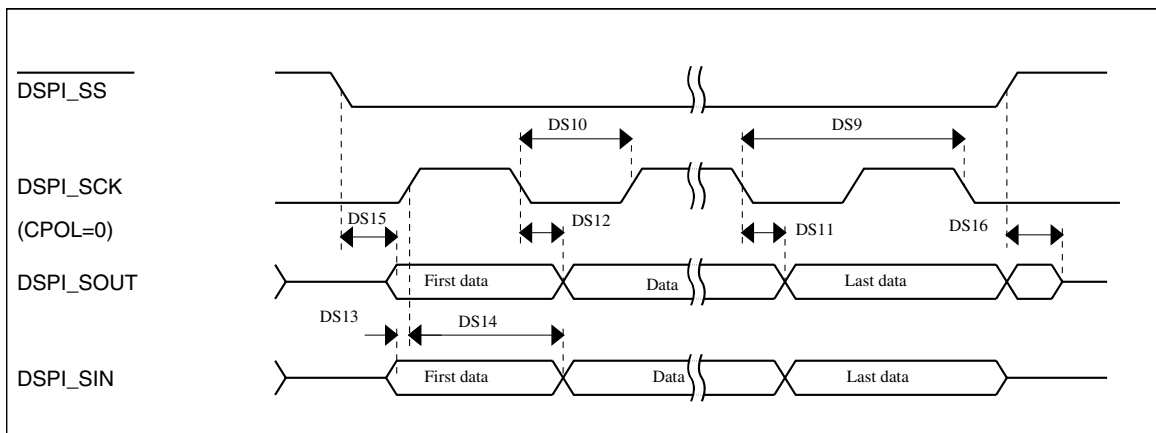 DSPI_SS
DS10
DS9
DSPI_SCK
(CPOL=0)
DS15
DS12
DS11
DS16
DSPI_SOUT
First data
Data
Last data
DS13
DS14
DSPI_SIN
First data
Data
Last data